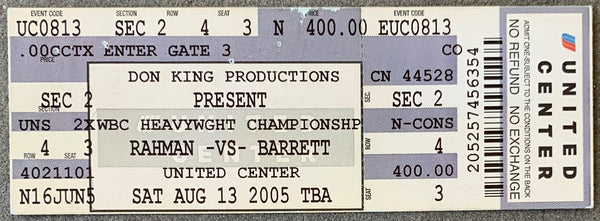 EVENT CODE SECTION/BOX ROW SEAT ADMISSION EVENT CODE
UC0813 SEC 2 4 3 N 400.00 EUC0813
.00CCTX ENTER GATE 3 CO
PRICE
DON KING PRODUCTIONS CN 44528
SEC 2 PRESENT SEC 2
UNS 2XWBC HEAVYWGHT CHAMPIONSHP N-CONS
4 3 RAHMAN -VS- BARRETT 4
4021101 UNITED CENTER 400.00
N16JUN5 SAT AUG 13 2005 TBA 3
205257456354
NO REFUND NO EXCHANGE
ADMIT ONE-SUBJECT TO THE CONDITIONS ON THE BACK
UNITED
CENTER